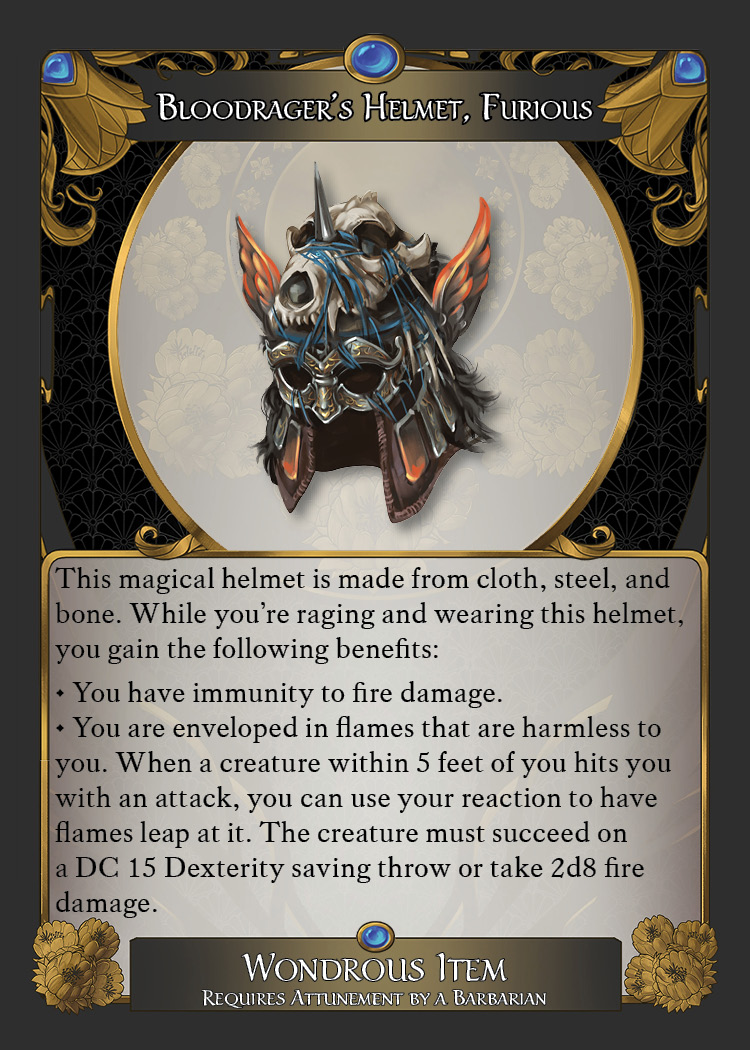 Bloodrager's Helmet, Furious
This magical helmet is made from cloth, steel, and
bone. While you're raging and wearing this helmet,
you gain the following benefits:
• You have immunity to fire damage.
• You are enveloped in flames that are harmless to
you. When a creature within 5 feet of you hits you
with an attack, you can use your reaction to have
flames leap at it. The creature must succeed on
a DC 15 Dexterity saving throw or take 2d8 fire
damage.
Wondrous Item
Requires Attunement by a Barbarian